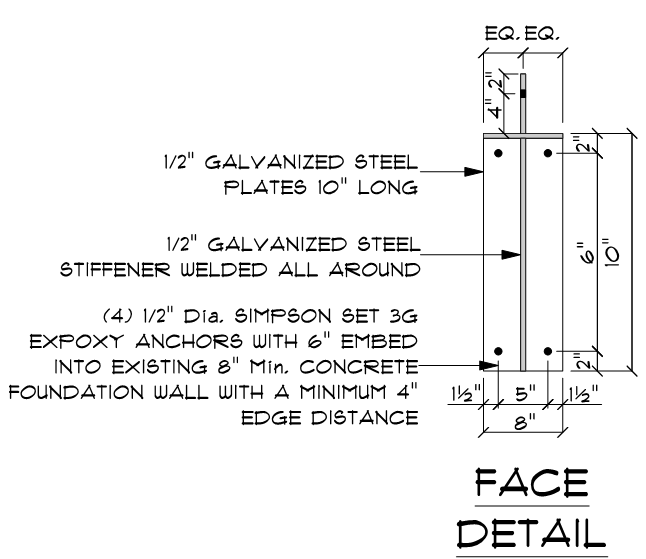 EQ. EQ.
2"
4"
1/2" GALVANIZED STEEL
PLATES 10" LONG
2"
1/2" GALVANIZED STEEL
STIFFENER WELDED ALL AROUND
6"
10"
(4) 1/2" Dia. SIMPSON SET 3G
EXPOXY ANCHORS WITH 6" EMBED
INTO EXISTING 8" Min. CONCRETE
FOUNDATION WALL WITH A MINIMUM 4"
EDGE DISTANCE
2"
1½" 5" 1½"
8"
FACE
DETAIL